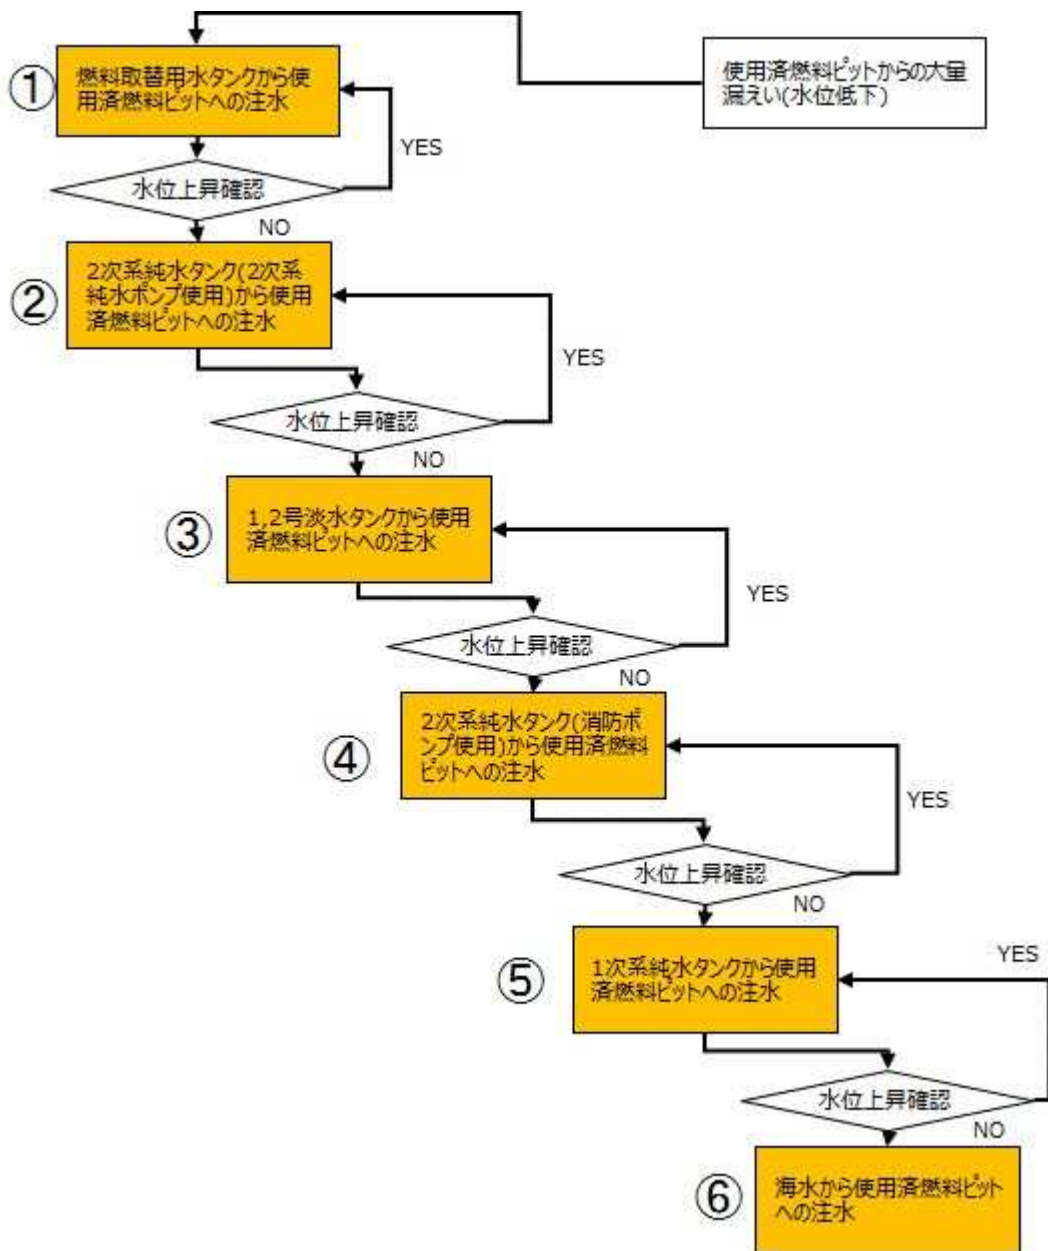 使用済燃料ピットからの大量
漏えい(水位低下)
①
燃料取替用水タンクから使
用済燃料ピットへの注水
YES
水位上昇確認
NO
②
2次系純水タンク(2次系
純水ポンプ使用)から使用
済燃料ピットへの注水
YES
水位上昇確認
NO
③
1,2号淡水タンクから使用
済燃料ピットへの注水
YES
水位上昇確認
NO
④
2次系純水タンク(消防ポ
ンプ使用)から使用済燃料
ピットへの注水
YES
水位上昇確認
NO
⑤
1次系純水タンクから使用
済燃料ピットへの注水
YES
水位上昇確認
NO
⑥
海水から使用済燃料ピット
への注水